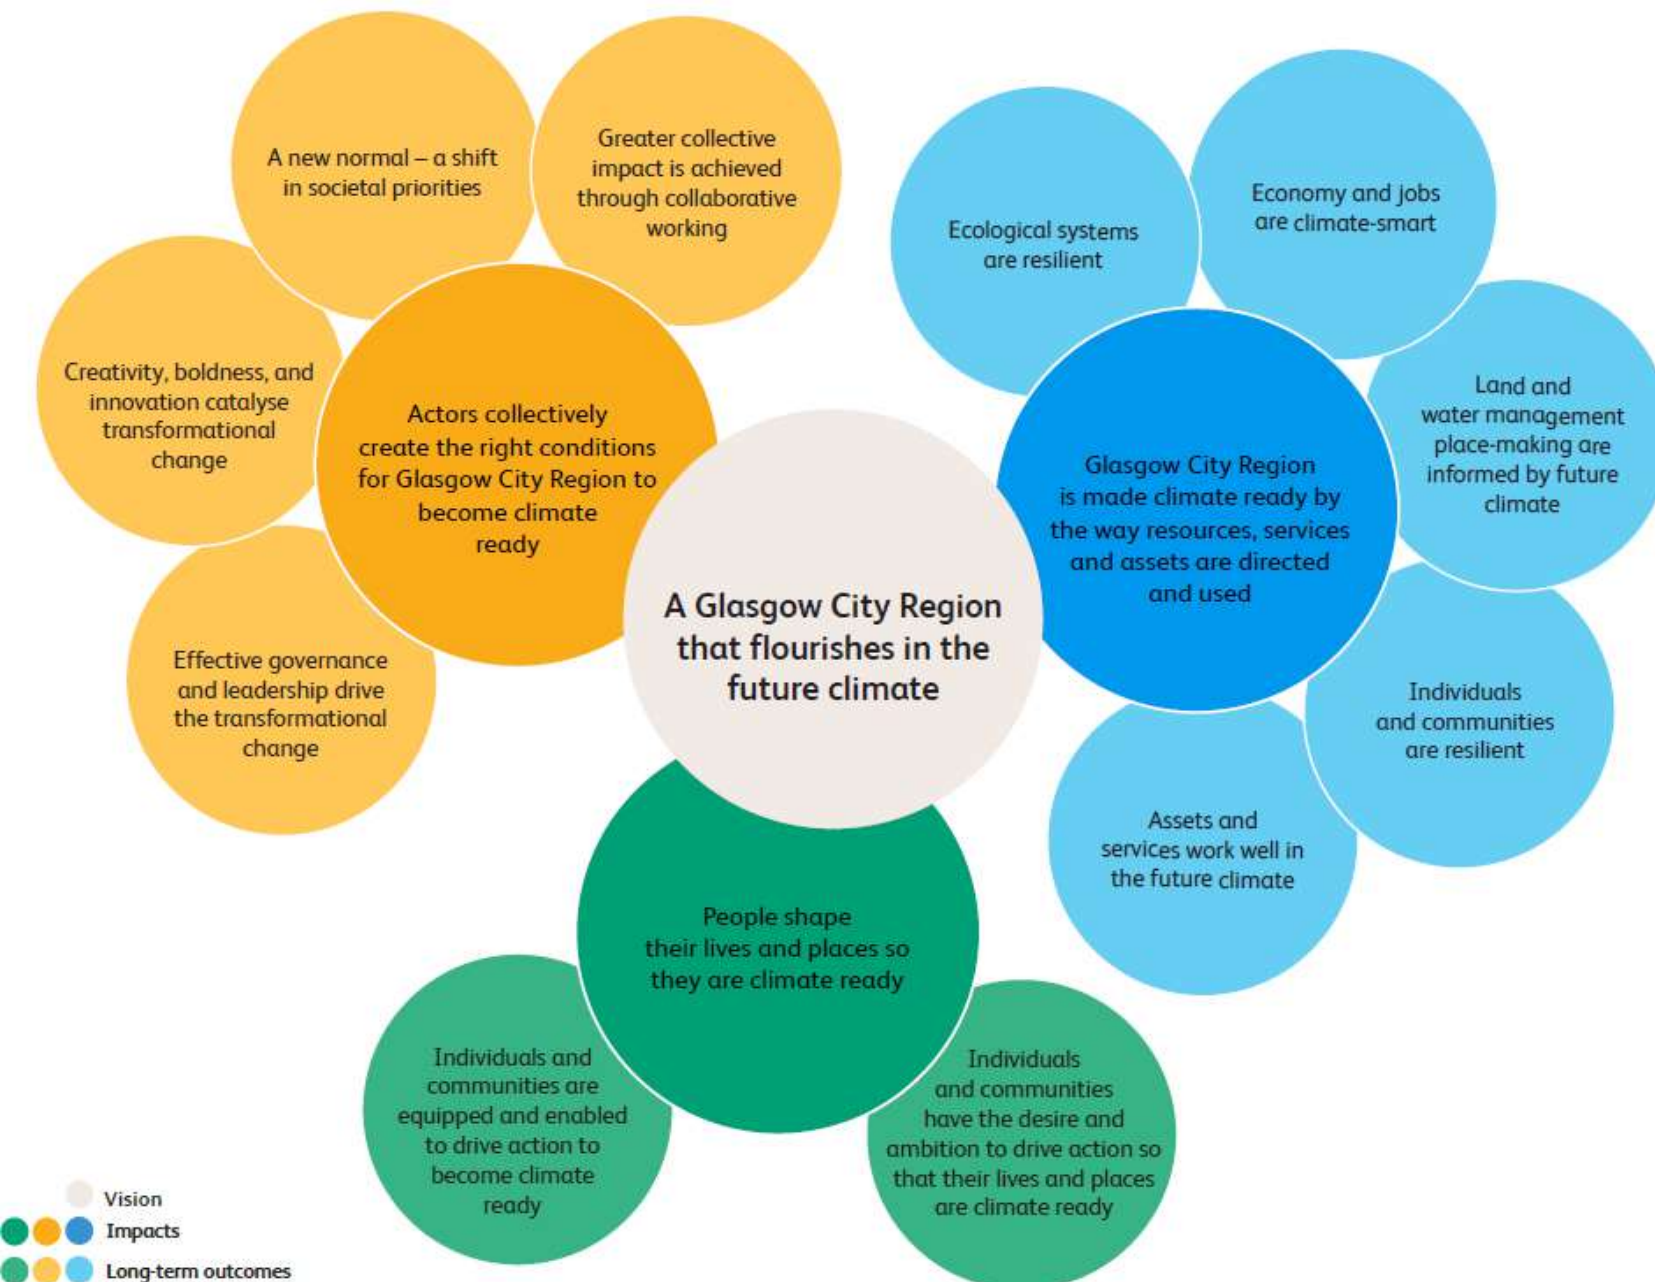 A new normal – a shift
in societal priorities
Greater collective
impact is achieved
through collaborative
working
Creativity, boldness, and
innovation catalyse
transformational
change
Effective governance
and leadership drive
the transformational
change
Actors collectively
create the right conditions
for Glasgow City Region to
become climate
ready
A Glasgow City Region
that flourishes in the
future climate
Ecological systems
are resilient
Economy and jobs
are climate-smart
Land and
water management
place-making are
informed by future
climate
Glasgow City Region
is made climate ready by
the way resources, services
and assets are directed
and used
Individuals
and communities
are resilient
Assets and
services work well in
the future climate
People shape
their lives and places so
they are climate ready
Individuals and
communities are
equipped and enabled
to drive action to
become climate
ready
Individuals
and communities
have the desire and
ambition to drive action so
that their lives and places
are climate ready
Vision
Impacts
Long-term outcomes